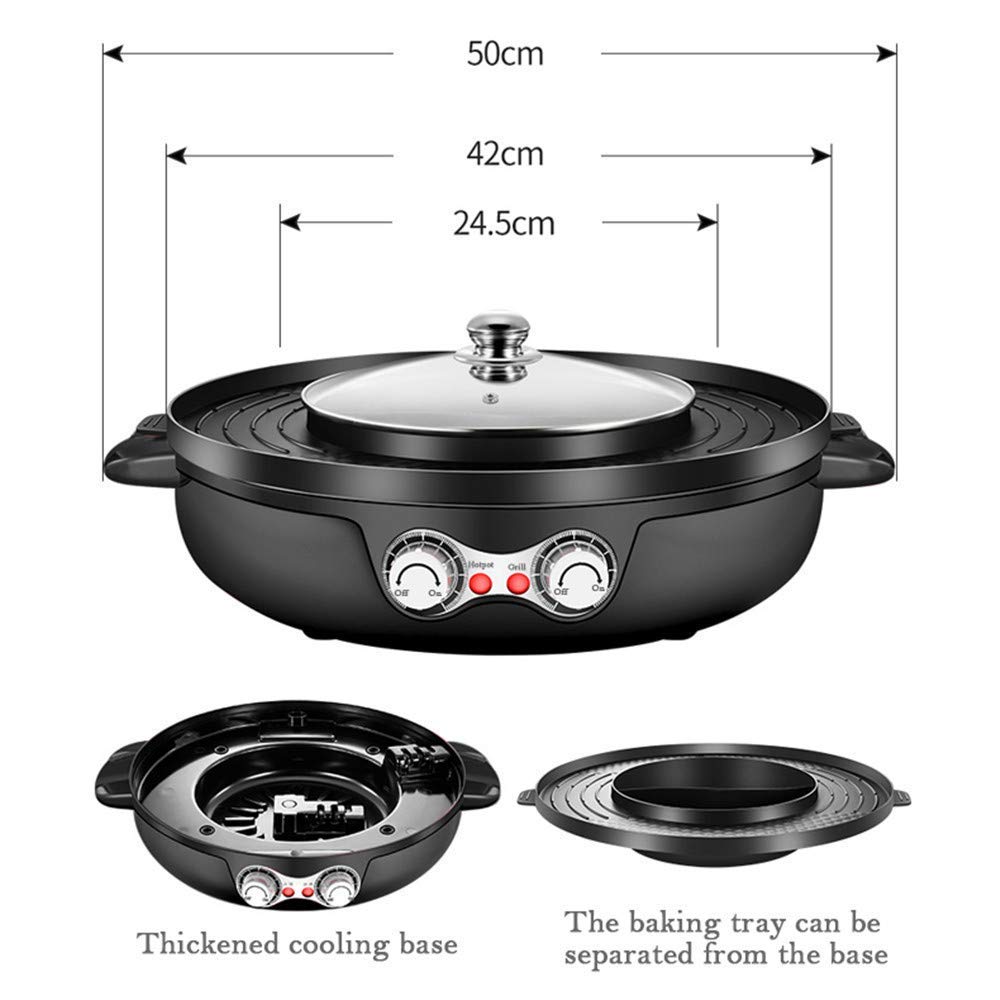 50cm
42cm
24.5cm
Hotpot Grill
Off On Off On
Thickened cooling base
The baking tray can be
separated from the base